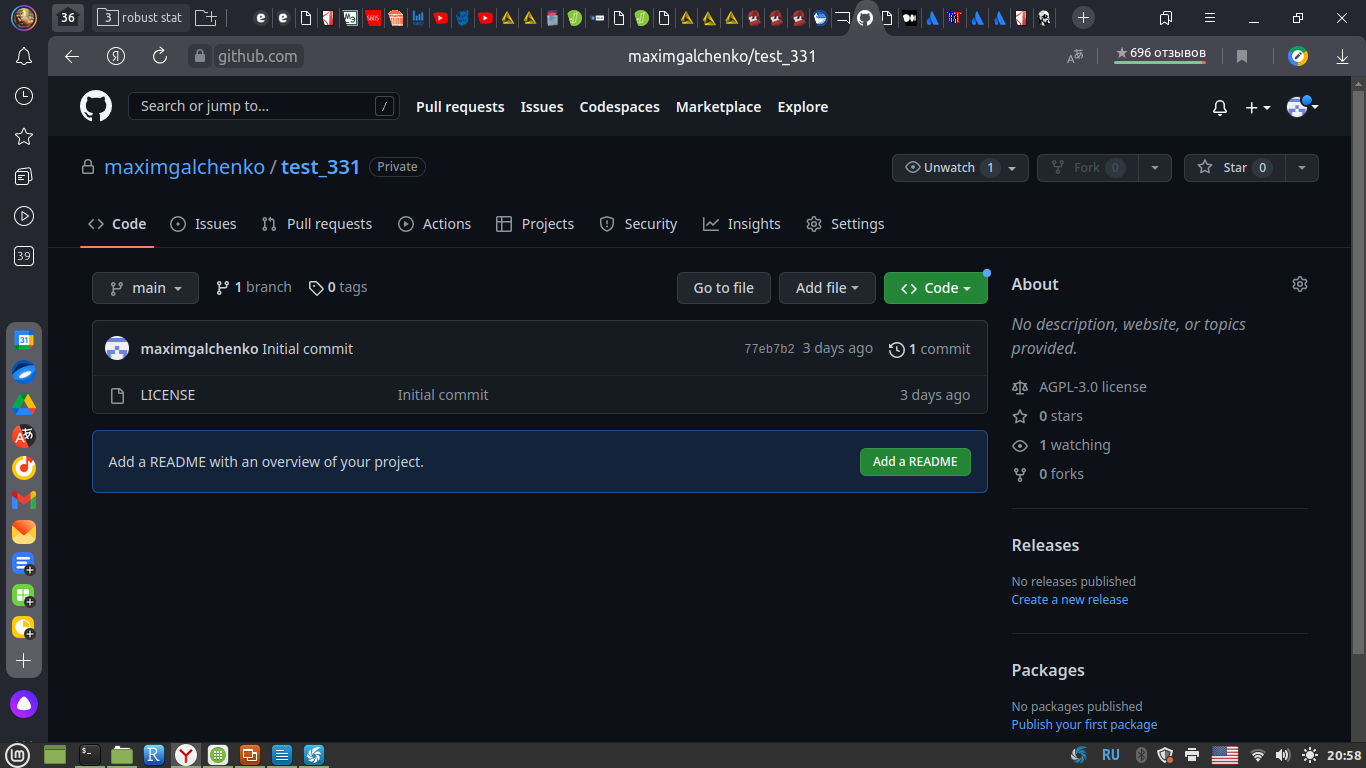 36
3 robust stat
github.com
maximgalchenko/test_331
★696 отзывов
Search or jump to...
/
Pull requests
Issues
Codespaces
Marketplace
Explore
maximgalchenko / test_331
Private
Unwatch 1
Fork 0
Star 0
Code
Issues
Pull requests
Actions
Projects
Security
Insights
Settings
main
1 branch
0 tags
Go to file
Add file
Code
maximgalchenko Initial commit
77eb7b2 3 days ago
1 commit
LICENSE
Initial commit
3 days ago
Add a README with an overview of your project.
Add a README
About
No description, website, or topics
provided.
AGPL-3.0 license
0 stars
1 watching
0 forks
Releases
No releases published
Create a new release
Packages
No packages published
Publish your first package
39
31
RU
20:58